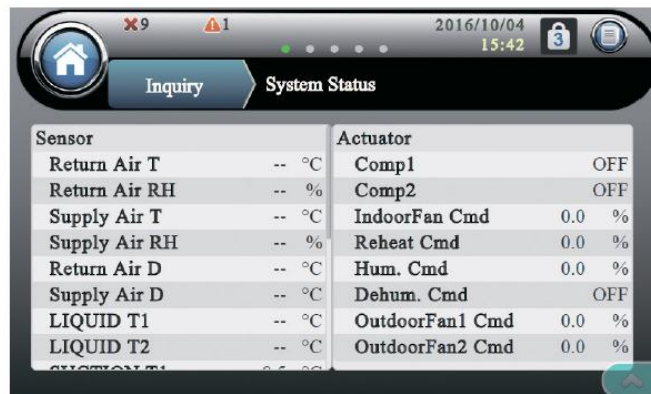 9 1 2016/10/04
15:42 3
Inquiry System Status
Sensor Actuator
Return Air T -- °C Comp1 OFF
Return Air RH -- % Comp2 OFF
Supply Air T -- °C IndoorFan Cmd 0.0 %
Supply Air RH -- % Reheat Cmd 0.0 %
Return Air D -- °C Hum. Cmd 0.0 %
Supply Air D -- °C Dehum. Cmd OFF
LIQUID T1 -- °C OutdoorFan1 Cmd 0.0 %
LIQUID T2 -- °C OutdoorFan2 Cmd 0.0 %